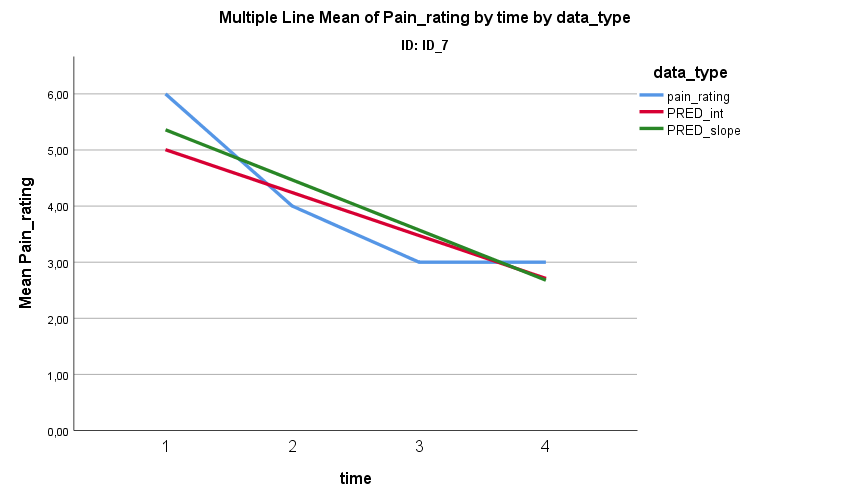 Multiple Line Mean of Pain_rating by time by data_type
ID: ID_7
data_type
pain_rating
PRED_int
PRED_slope
Mean Pain_rating
6,00
5,00
4,00
3,00
2,00
1,00
0,00
1 2 3 4
time